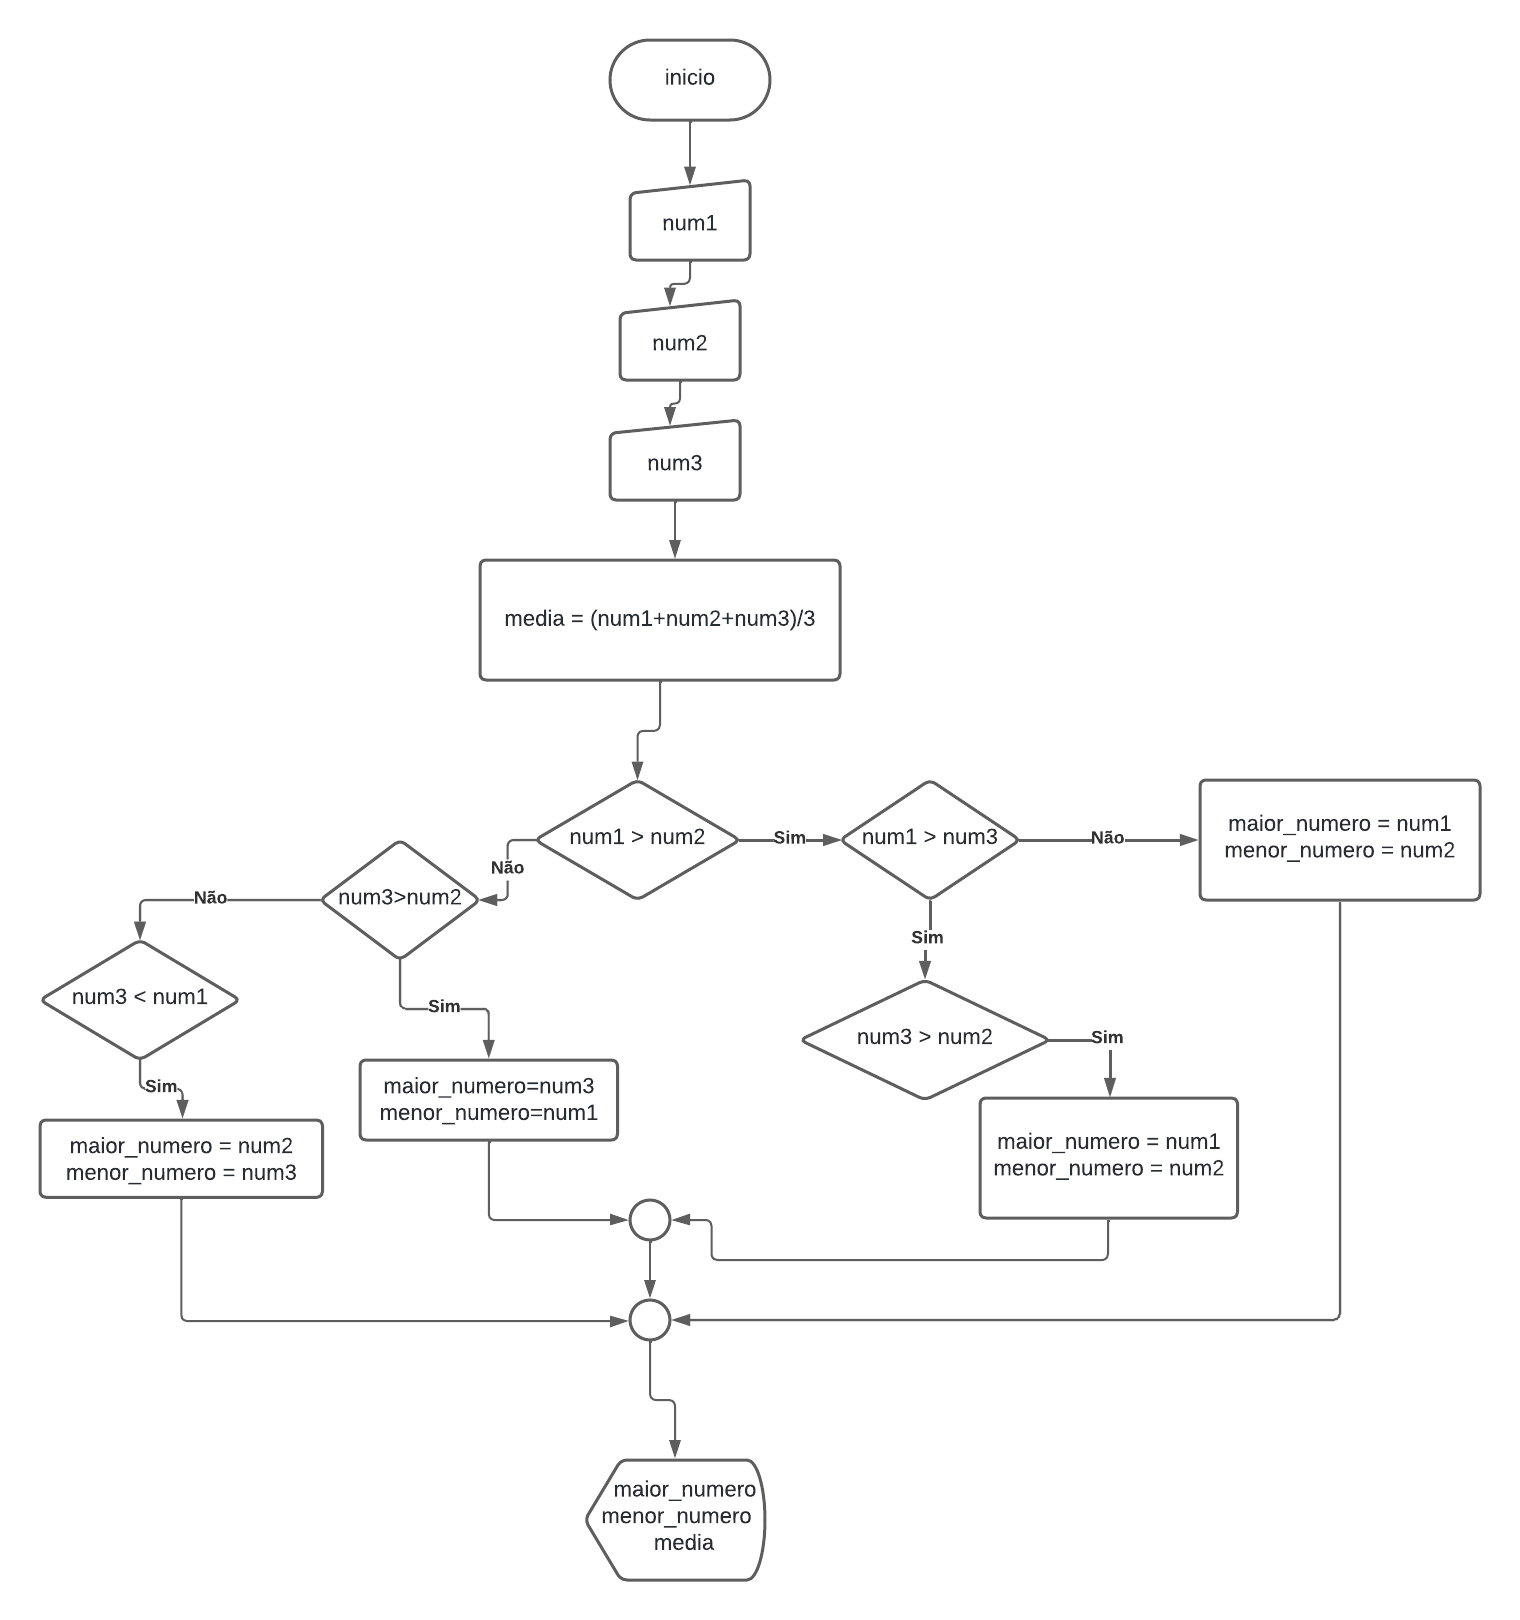 inicio
num1
num2
num3
media = (num1+num2+num3)/3
num1 > num2
Sim
num1 > num3
Não
maior_numero = num1
menor_numero = num2
Não
num3>num2
Não
Sim
num3 < num1
Sim
num3 > num2
Sim
Sim
maior_numero=num3
menor_numero=num1
maior_numero = num2
menor_numero = num3
maior_numero = num1
menor_numero = num2
maior_numero
menor_numero
media